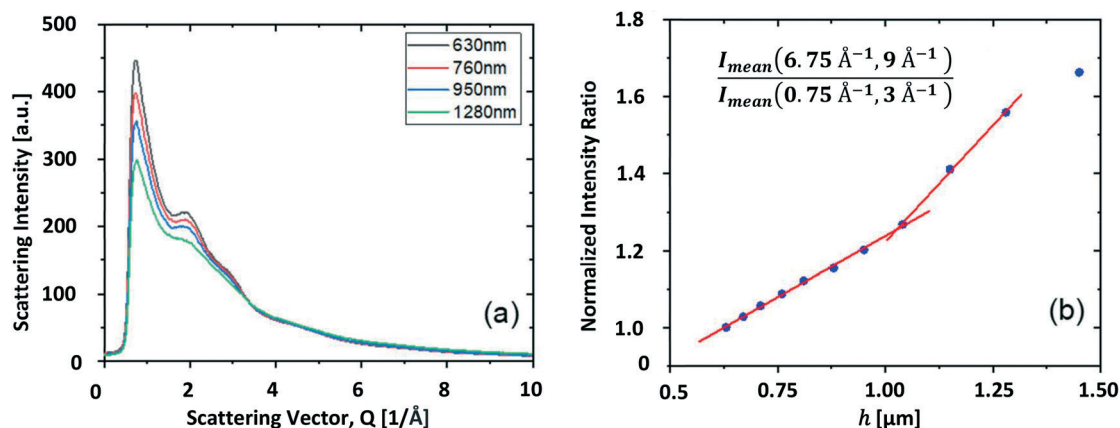 500
400
300
200
100
0
0
2
4
6
8
10
Scattering Intensity [a.u.]
Scattering Vector, Q [1/Å]
630nm
760nm
950nm
1280nm
(a)
1.8
1.6
1.4
1.2
1.0
0
0.5
0.75
1.00
1.25
1.50
Normalized Intensity Ratio
h [μm]
I_mean(6.75 Å⁻¹, 9 Å⁻¹)
I_mean(0.75 Å⁻¹, 3 Å⁻¹)
(b)